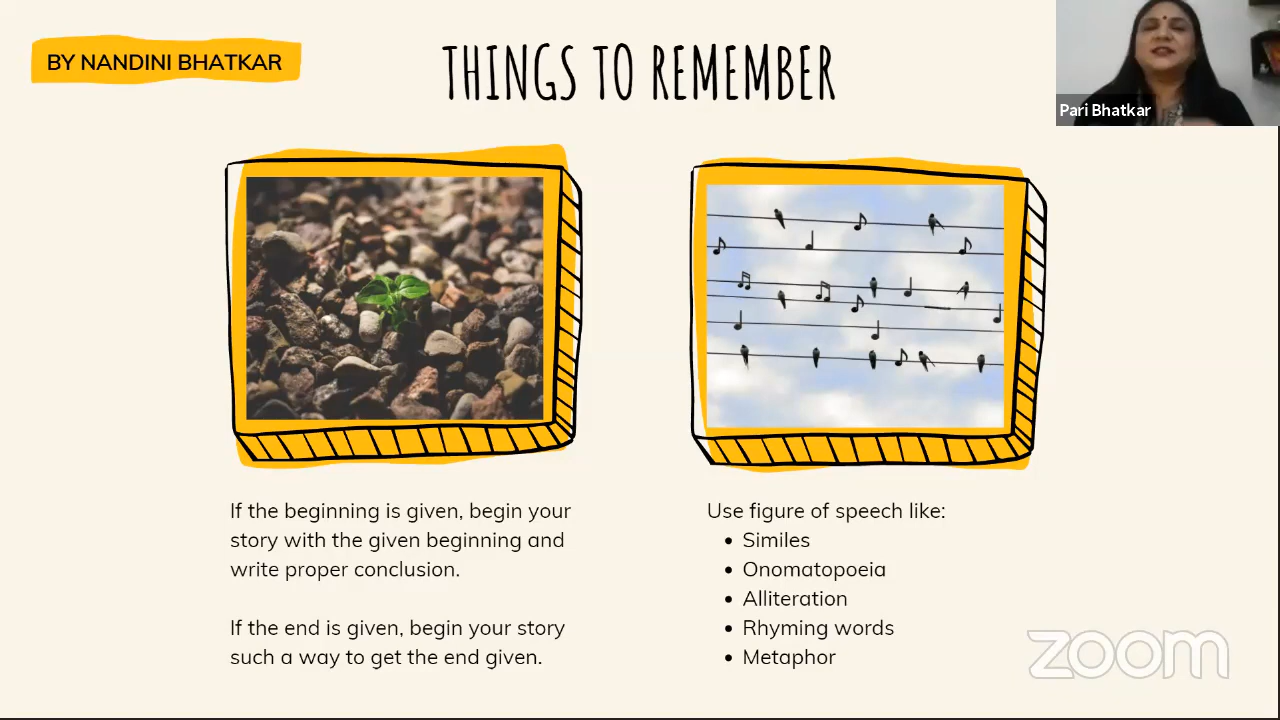 BY NANDINI BHATKAR
THINGS TO REMEMBER
Pari Bhatkar
If the beginning is given, begin your
story with the given beginning and
write proper conclusion.
If the end is given, begin your story
such a way to get the end given.
Use figure of speech like:
• Similes
• Onomatopoeia
• Alliteration
• Rhyming words
• Metaphor
zoom